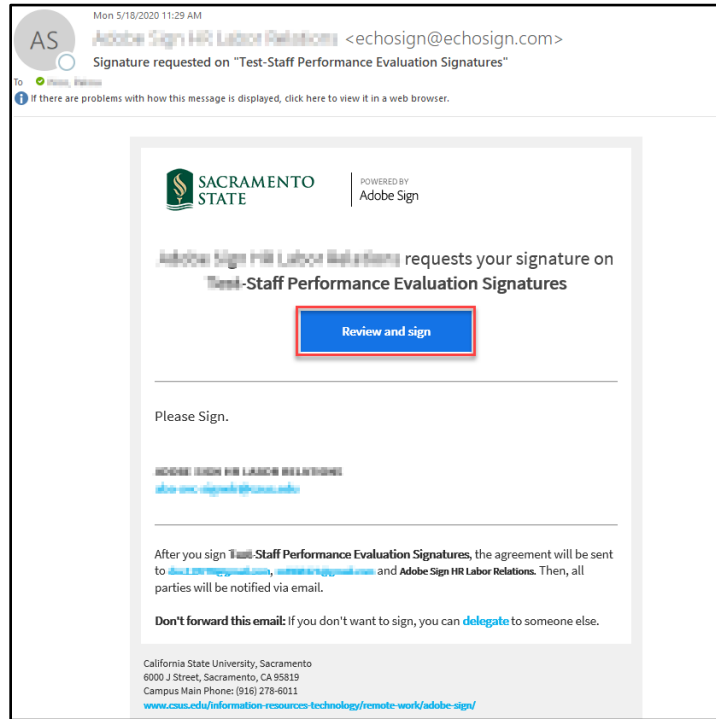 Mon 5/18/2020 11:29 AM
AS
<echosign@echosign.com>
Signature requested on "Test-Staff Performance Evaluation Signatures"
To
If there are problems with how this message is displayed, click here to view it in a web browser.
SACRAMENTO
STATE
POWERED BY
Adobe Sign
requests your signature on
-Staff Performance Evaluation Signatures
Review and sign
Please Sign.
After you sign -Staff Performance Evaluation Signatures, the agreement will be sent
to , and Adobe Sign HR Labor Relations. Then, all
parties will be notified via email.
Don't forward this email: If you don't want to sign, you can delegate to someone else.
California State University, Sacramento
6000 J Street, Sacramento, CA 95819
Campus Main Phone: (916) 278-6011
www.csus.edu/information-resources-technology/remote-work/adobe-sign/